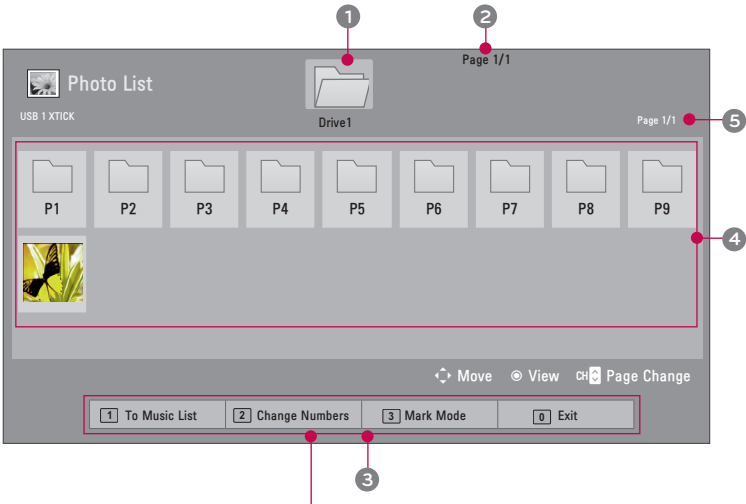 1
2
Page 1/1
Photo List
USB 1 XTICK
Drive1
Page 1/1
5
P1 P2 P3 P4 P5 P6 P7 P8 P9
4
Move View CH Page Change
1 To Music List 2 Change Numbers 3 Mark Mode 0 Exit
3